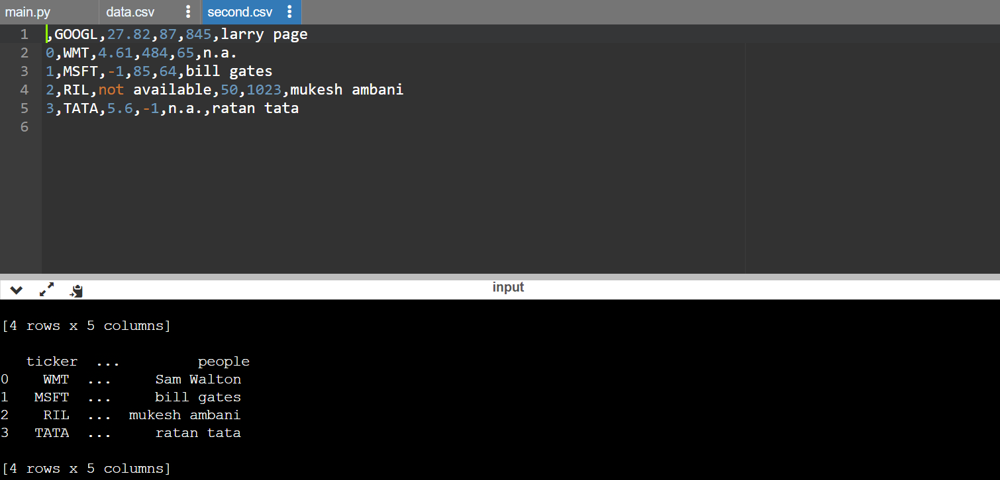 main.py data.csv second.csv
1 ,GOOGL,27.82,87,845,larry page
2 0,WMT,4.61,484,65,n.a.
3 1,MSFT,-1,85,64,bill gates
4 2,RIL,not available,50,1023,mukesh ambani
5 3,TATA,5.6,-1,n.a.,ratan tata
6
input
[4 rows x 5 columns]
ticker ... people
0 WMT ... Sam Walton
1 MSFT ... bill gates
2 RIL ... mukesh ambani
3 TATA ... ratan tata
[4 rows x 5 columns]